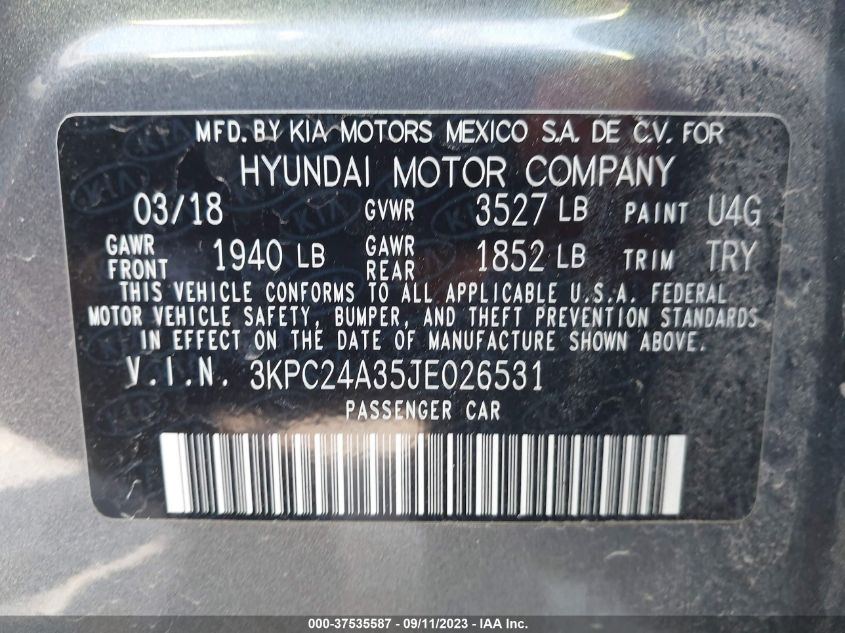 MFD. BY KIA MOTORS MEXICO S.A. DE C.V. FOR
HYUNDAI MOTOR COMPANY
03/18 GVWR 3527 LB PAINT U4G
GAWR FRONT 1940 LB GAWR REAR 1852 LB TRIM TRY
THIS VEHICLE CONFORMS TO ALL APPLICABLE U.S.A. FEDERAL
MOTOR VEHICLE SAFETY, BUMPER, AND THEFT PREVENTION STANDARDS
IN EFFECT ON THE DATE OF MANUFACTURE SHOWN ABOVE.
V.I.N. 3KPC24A35JE026531
PASSENGER CAR
000-37535587 - 09/11/2023 - IAA Inc.